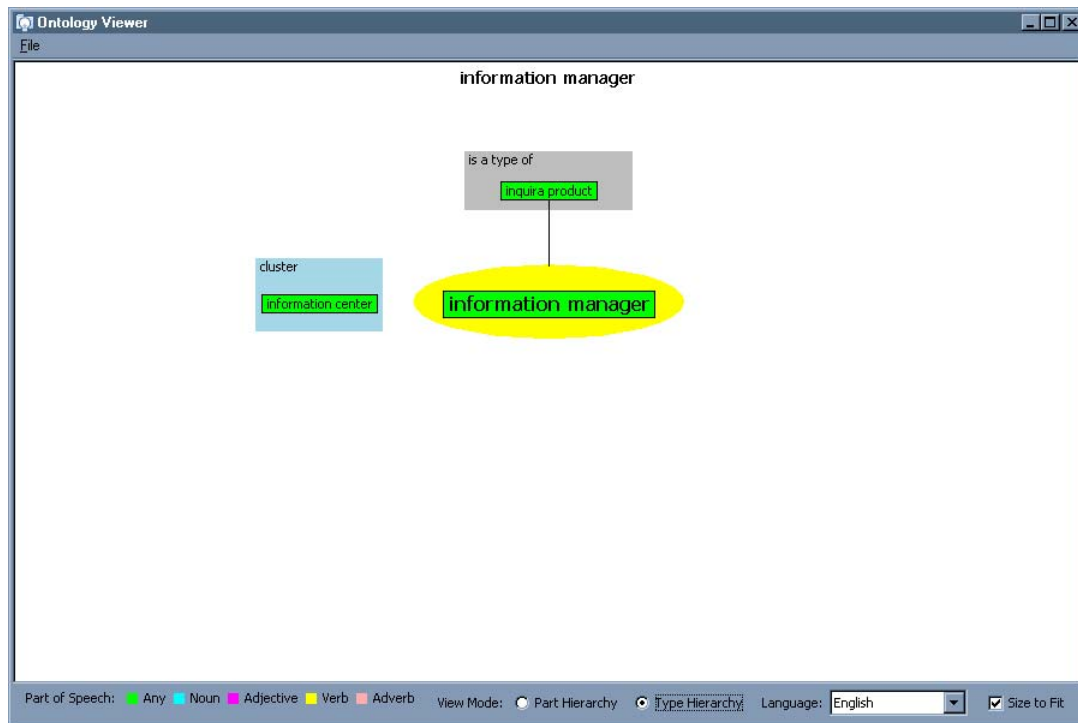 Ontology Viewer
File
information manager
is a type of
inquira product
cluster
information center
information manager
Part of Speech: Any Noun Adjective Verb Adverb View Mode: Part Hierarchy Type Hierarchy Language: English Size to Fit